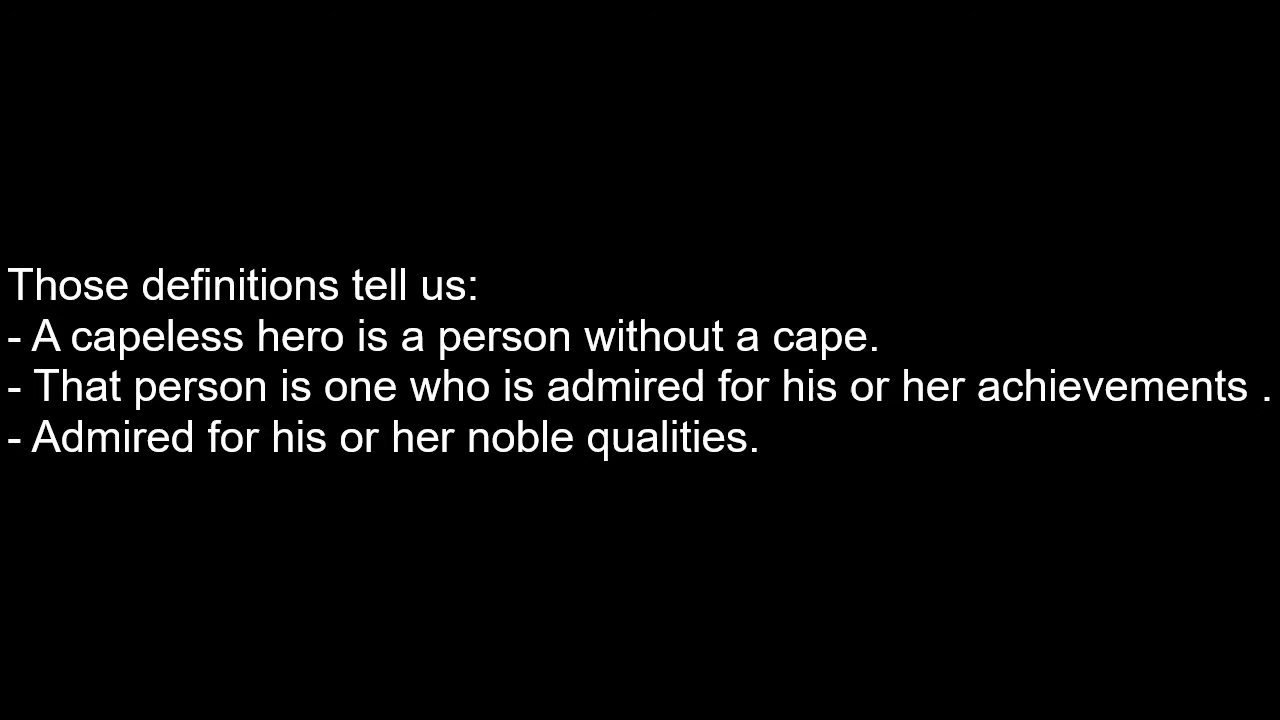 Those definitions tell us:
- A capeless hero is a person without a cape.
- That person is one who is admired for his or her achievements .
- Admired for his or her noble qualities.